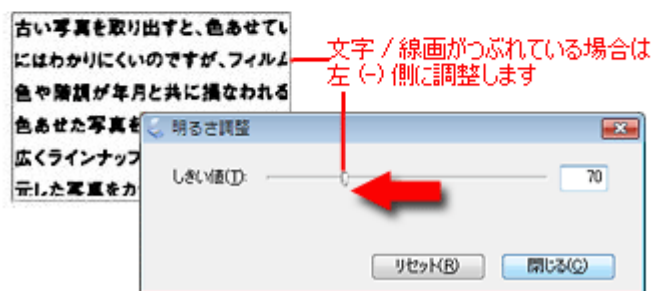 古い写真を取り出すと、色あせてい
にはわかりにくいのですが、フィルム
色や階調が年月と共に損なわれる
色あせた写真を
広くラインナップ
元した写真をカ
文字 / 線画がつぶれている場合は
左 (-) 側に調整します
明るさ調整
しきい値(T): 70
リセット(R) 閉じる(C)